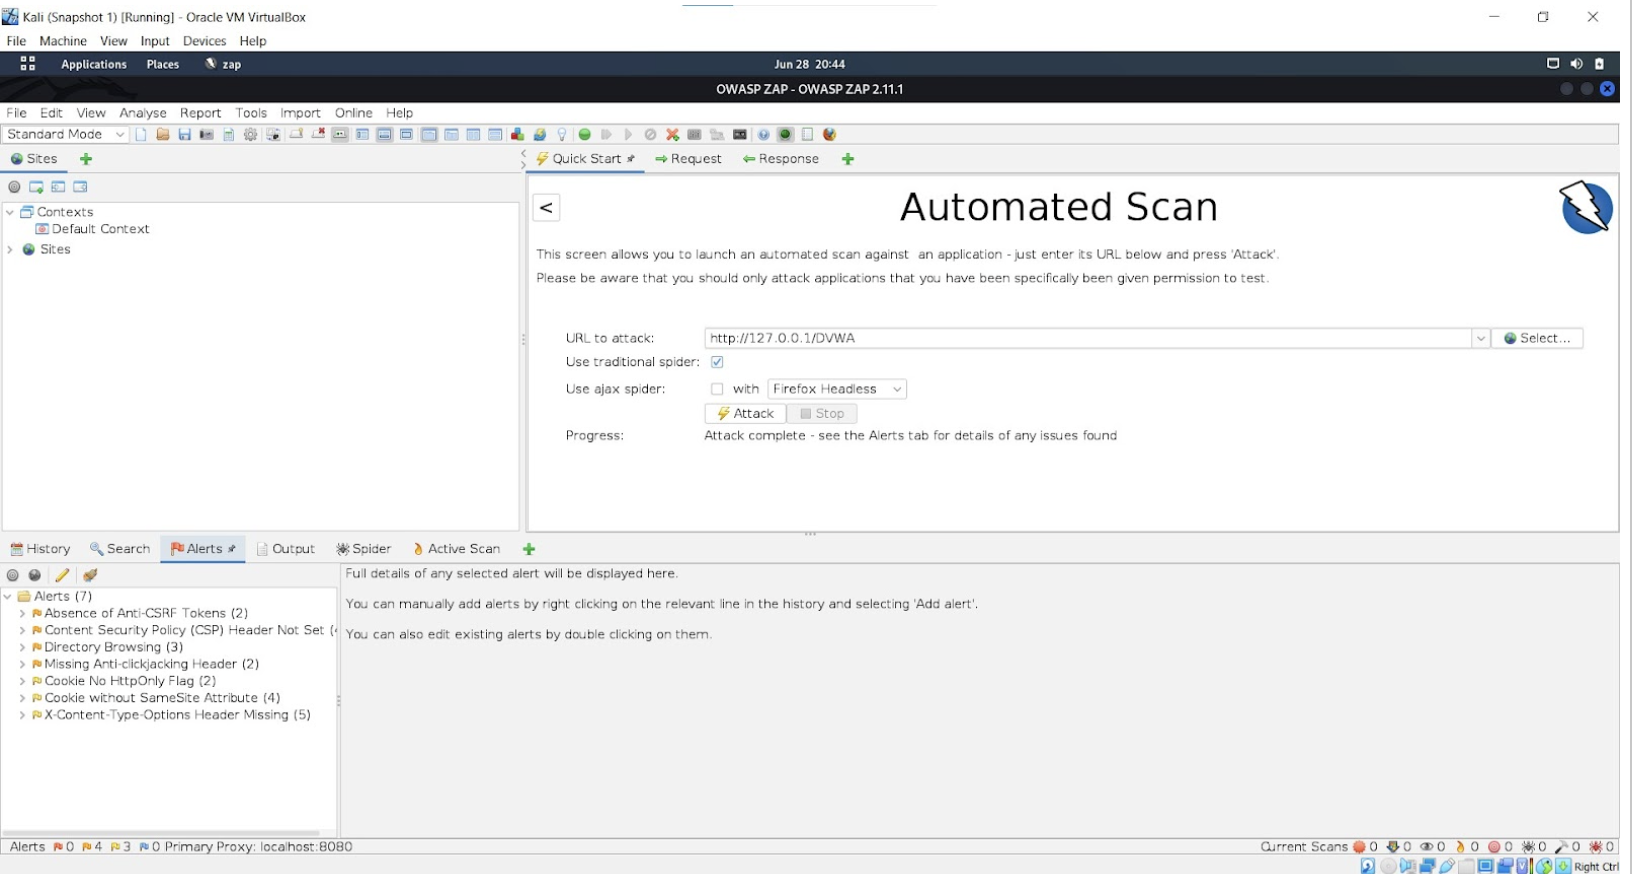 Kali (Snapshot 1) [Running] - Oracle VM VirtualBox
File Machine View Input Devices Help
Applications Places zap Jun 28 20:44
OWASP ZAP - OWASP ZAP 2.11.1
File Edit View Analyse Report Tools Import Online Help
Standard Mode
Sites
Quick Start Request Response
<
Automated Scan
This screen allows you to launch an automated scan against an application - just enter its URL below and press 'Attack'.
Please be aware that you should only attack applications that you have been specifically been given permission to test.
Contexts
Default Context
Sites
URL to attack: http://127.0.0.1/DVWA Select...
Use traditional spider:
Use ajax spider: with Firefox Headless
Attack Stop
Progress: Attack complete - see the Alerts tab for details of any issues found
History Search Alerts Output Spider Active Scan
Alerts (7)
Absence of Anti-CSRF Tokens (2)
Content Security Policy (CSP) Header Not Set (
Directory Browsing (3)
Missing Anti-clickjacking Header (2)
Cookie No HttpOnly Flag (2)
Cookie without SameSite Attribute (4)
X-Content-Type-Options Header Missing (5)
Full details of any selected alert will be displayed here.
You can manually add alerts by right clicking on the relevant line in the history and selecting 'Add alert'.
You can also edit existing alerts by double clicking on them.
Alerts 0 4 3 0 Primary Proxy: localhost:8080 Current Scans 0 0 0 0 0 0 0 0
Right Ctrl